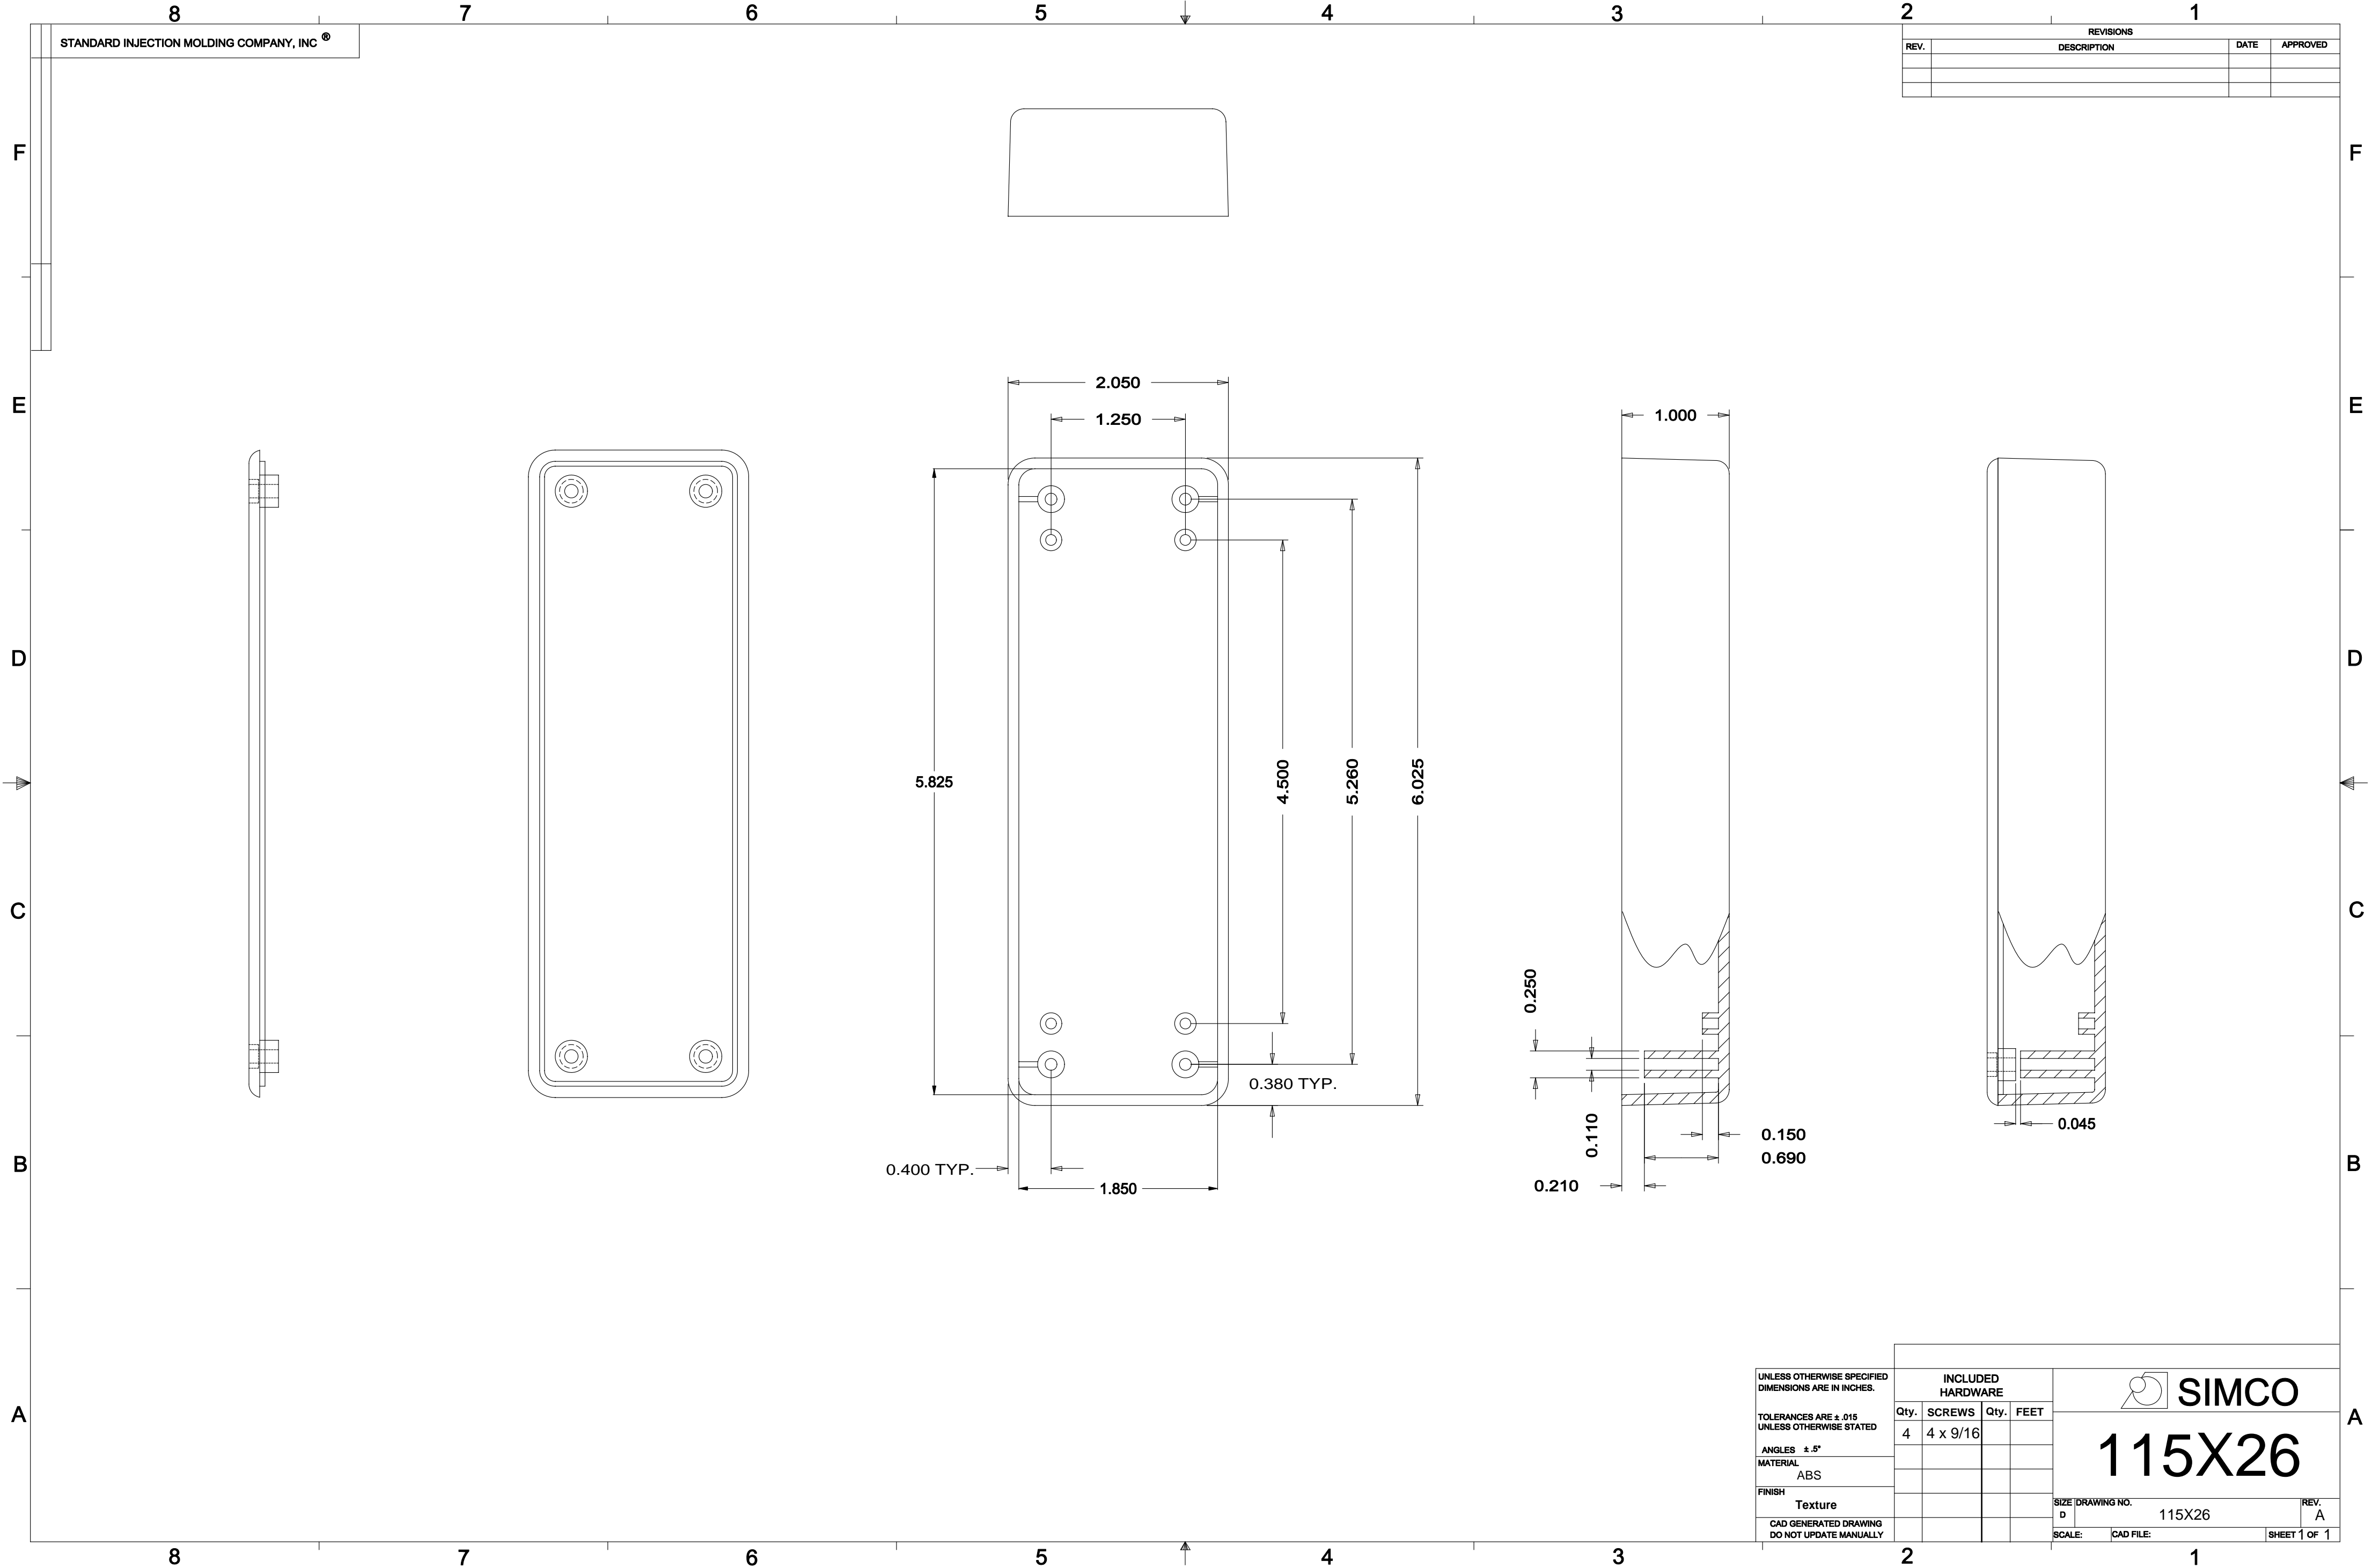 8 7 6 5 4 3 2 1
STANDARD INJECTION MOLDING COMPANY, INC ®
REVISIONS
REV. DESCRIPTION DATE APPROVED
F F
E E
D D
C C
B B
A A
2.050
1.250
5.825
4.500
5.260
6.025
0.380 TYP.
0.400 TYP.
1.850
1.000
0.250
0.110
0.150
0.690
0.210
0.045
UNLESS OTHERWISE SPECIFIED
DIMENSIONS ARE IN INCHES.
TOLERANCES ARE ± .015
UNLESS OTHERWISE STATED
ANGLES ± .5°
MATERIAL
ABS
FINISH
Texture
CAD GENERATED DRAWING
DO NOT UPDATE MANUALLY
INCLUDED
HARDWARE
Qty. SCREWS Qty. FEET
4 4 x 9/16
SIMCO
115X26
SIZE DRAWING NO. REV.
D 115X26 A
SCALE: CAD FILE: SHEET 1 OF 1
8 7 6 5 4 3 2 1